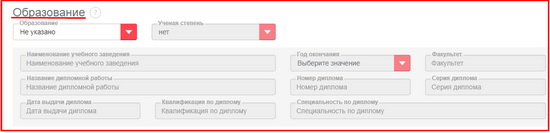 Образование ?
Образование Ученая степень
Не указано нет
Наименование учебного заведения Год окончания Факультет
Наименование учебного заведения Выберите значение Факультет
Название дипломной работы Номер диплома Серия диплома
Название дипломной работы Номер диплома Серия диплома
Дата выдачи диплома Квалификация по диплому Специальность по диплому
Дата выдачи диплома Квалификация по диплому Специальность по диплому